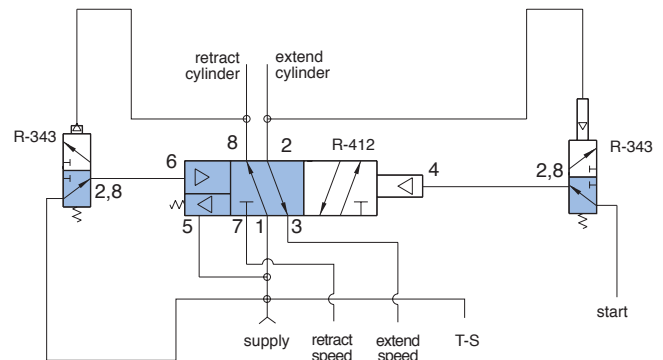 retract
cylinder
extend
cylinder
R-343
8
2
R-412
R-343
6
4
2,8
2,8
5
7
1
3
start
supply
retract
speed
extend
speed
T-S